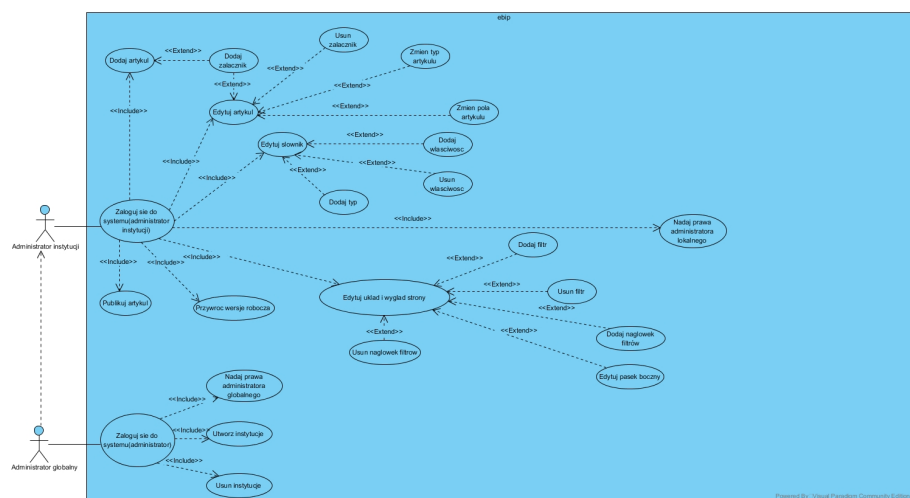 ebip
Usun
zalacznik
Dodaj artykul
<<Extend>>
Dodaj
zalacznik
<<Extend>>
Zmien typ
artykulu
<<Extend>>
<<Extend>>
Edytuj artykul
<<Extend>>
Zmien pola
artykulu
<<Include>>
Edytuj slownik
<<Extend>>
Dodaj
wlasciwosc
<<Include>>
<<Extend>>
<<Extend>>
Usun
wlasciwosc
<<Include>>
Dodaj typ
Zaloguj sie do
systemu(administrator
instytucji)
<<Include>>
Nadaj prawa
administratora
lokalnego
Administrator instytucji
Dodaj filtr
<<Include>>
<<Include>>
<<Include>>
<<Extend>>
Publikuj artykul
Przywroc wersje robocza
Edytuj uklad i wyglad strony
<<Extend>>
Usun filtr
<<Extend>>
<<Extend>>
<<Extend>>
Dodaj naglowek
filtrów
Usun naglowek filtrow
Edytuj pasek boczny
Nadaj prawa
administratora
globalnego
<<Include>>
Zaloguj sie do
systemu(administrator)
<<Include>>
Utworz instytucje
<<Include>>
Administrator globalny
Usun instytucje
Powered By Visual Paradigm Community Edition